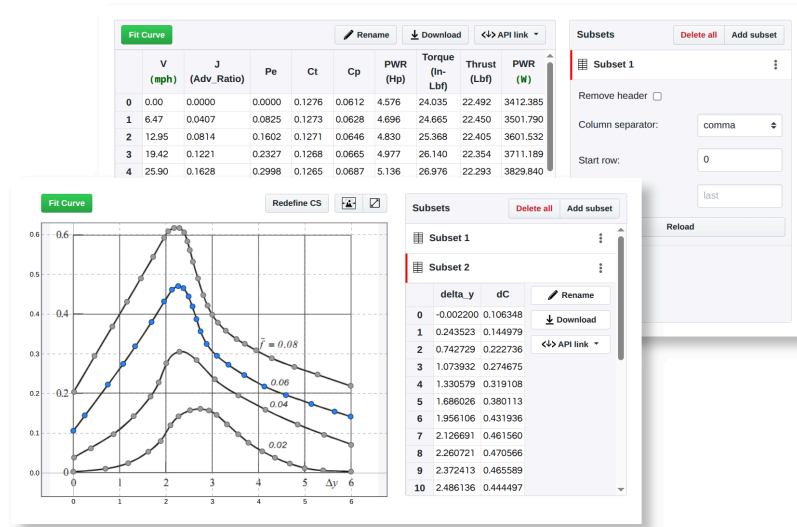 Fit Curve Rename Download API link
V (mph) J (Adv_Ratio) Pe Ct Cp PWR (Hp) Torque (In-Lbf) Thrust (Lbf) PWR (W)
0 0.00 0.0000 0.0000 0.1276 0.0612 4.576 24.035 22.492 3412.385
1 6.47 0.0407 0.0825 0.1273 0.0628 4.696 24.665 22.450 3501.790
2 12.95 0.0814 0.1602 0.1271 0.0646 4.830 25.368 22.405 3601.532
3 19.42 0.1221 0.2327 0.1268 0.0665 4.977 26.140 22.354 3711.189
4 25.90 0.1628 0.2998 0.1265 0.0687 5.136 26.976 22.293 3829.840
Subsets Delete all Add subset
Subset 1
Remove header
Column separator: comma
Start row: 0
last
Reload
Fit Curve Redefine CS
0.6 0.6
0.5
0.4 0.4
0.3
0.2 0.2
0.1
0.0 0
f̄ = 0.08
0.06
0.04
0.02
0 1 2 3 4 5 Δy 6
0 1 2 3 4 5 6
Subsets Delete all Add subset
Subset 1
Subset 2
delta_y dC
0 -0.002200 0.106348
1 0.243523 0.144979
2 0.742729 0.222736
3 1.073932 0.274675
4 1.330579 0.319108
5 1.686026 0.380113
6 1.956106 0.431936
7 2.126691 0.461560
8 2.260721 0.470566
9 2.372413 0.465589
10 2.486136 0.444497
Rename
Download
API link